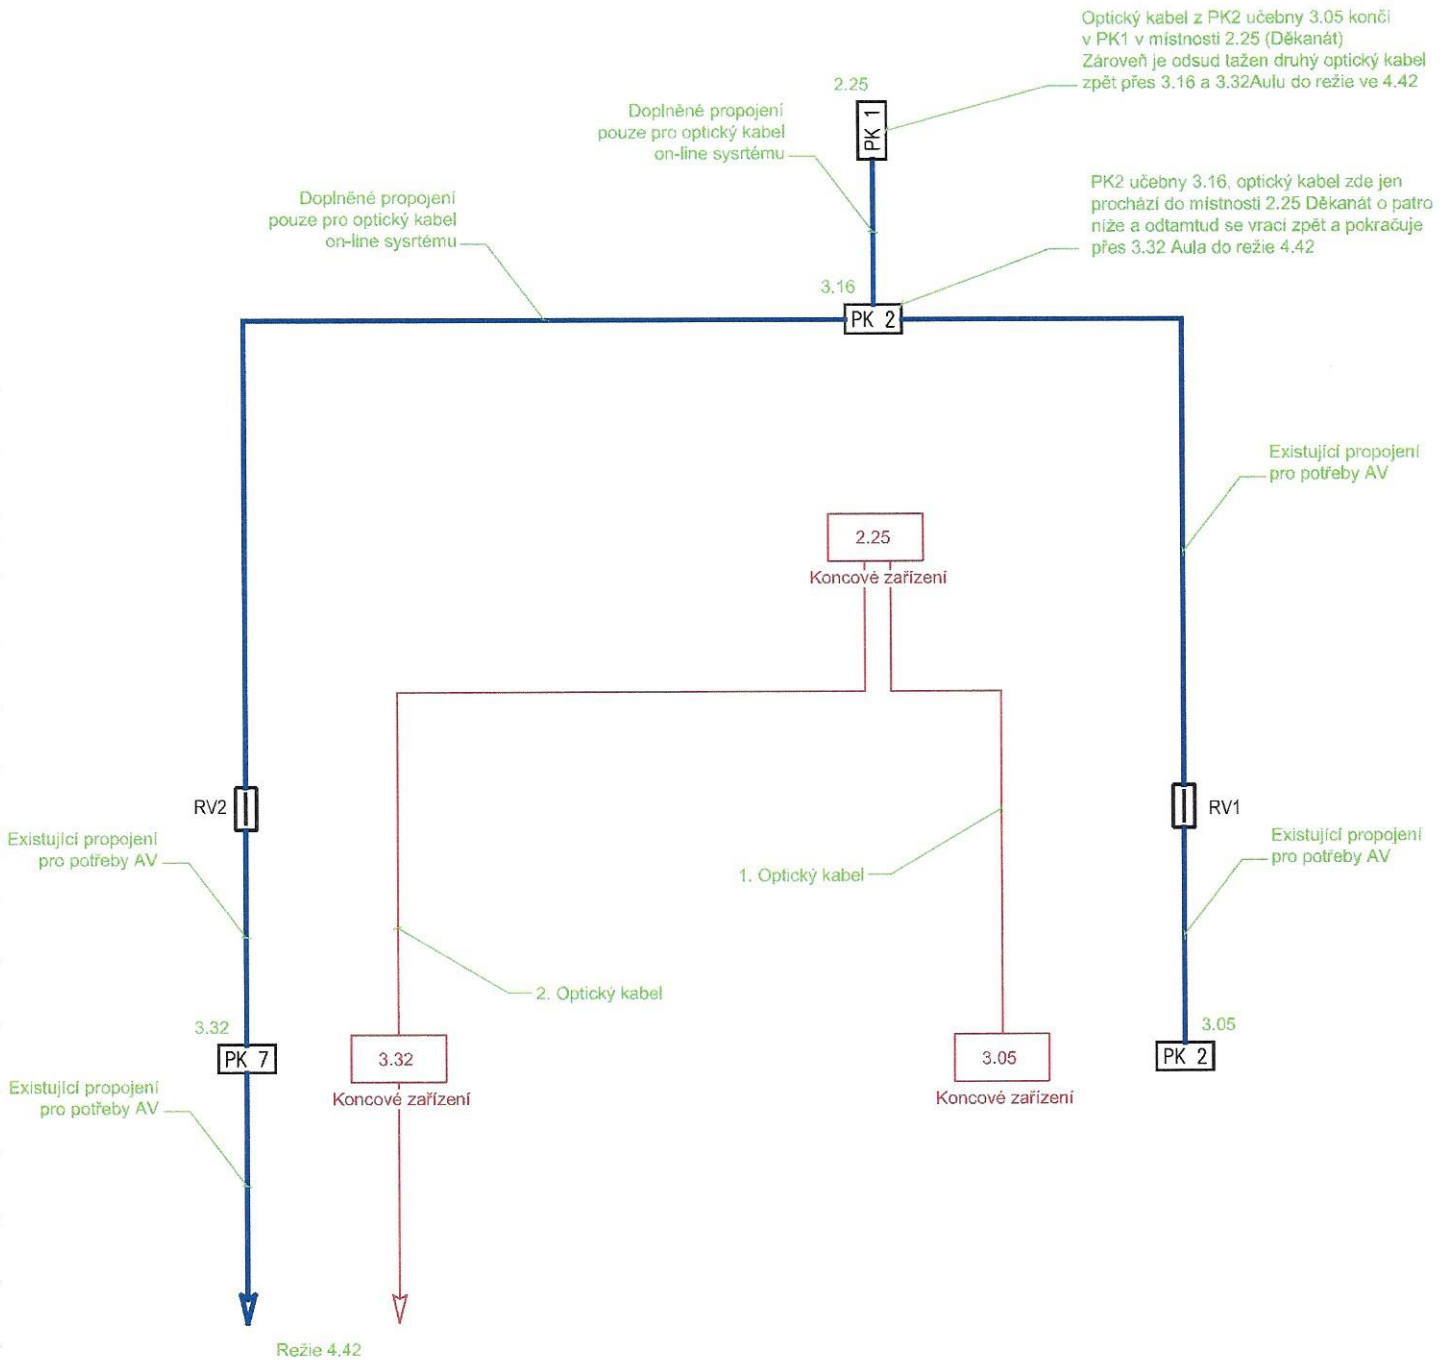 Optický kabel z PK2 učebny 3.05 končí
v PK1 v místnosti 2.25 (Děkanát)
Zároveň je odsud tažen druhý optický kabel
zpět přes 3.16 a 3.32Aulu do režie ve 4.42
2.25
PK 1
Doplněné propojení
pouze pro optický kabel
on-line sysrtému
PK2 učebny 3.16, optický kabel zde jen
prochází do místnosti 2.25 Děkanát o patro
níže a odtamtud se vrací zpět a pokračuje
přes 3.32 Aula do režie 4.42
Doplněné propojení
pouze pro optický kabel
on-line sysrtému
3.16
PK 2
Existující propojení
pro potřeby AV
2.25
Koncové zařízení
RV2
RV1
Existující propojení
pro potřeby AV
Existující propojení
pro potřeby AV
1. Optický kabel
2. Optický kabel
3.32
PK 7
3.32
Koncové zařízení
3.05
Koncové zařízení
3.05
PK 2
Existující propojení
pro potřeby AV
Režie 4.42